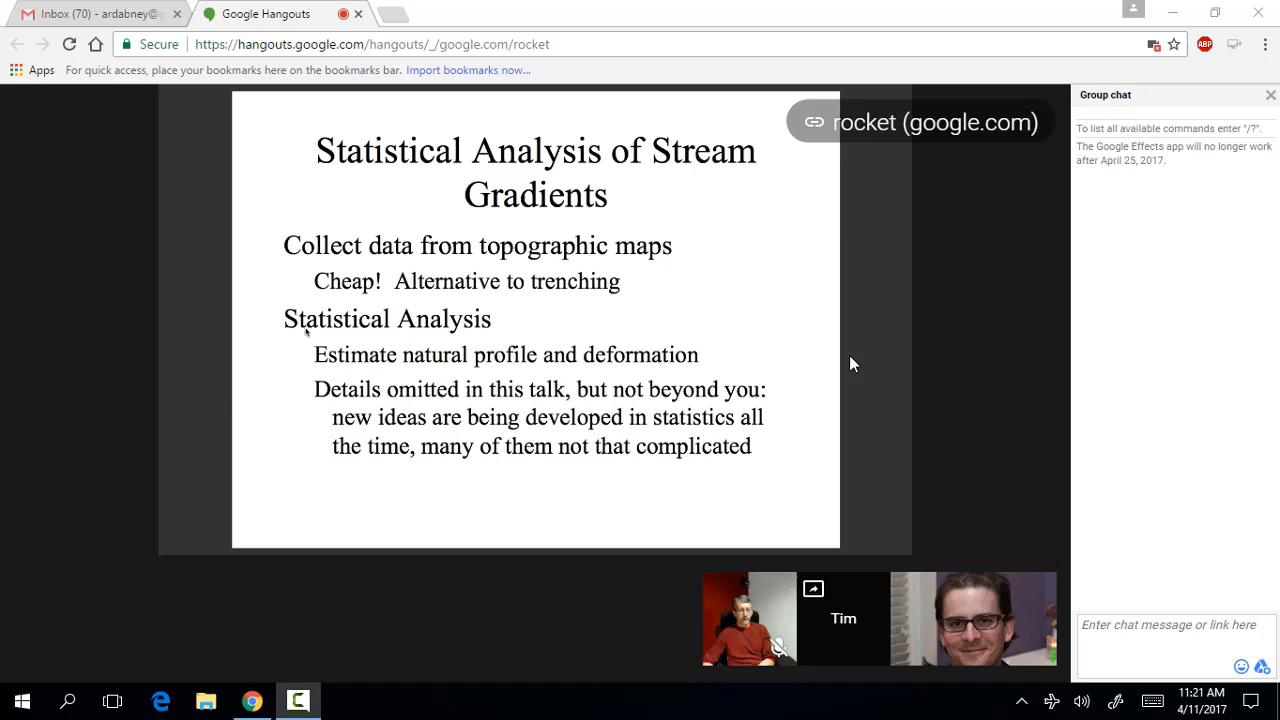 Inbox (70) - ardabney@g
Google Hangouts
Secure
https://hangouts.google.com/hangouts/_/google.com/rocket
ABP
Apps
For quick access, place your bookmarks here on the bookmarks bar. Import bookmarks now...
rocket (google.com)
Statistical Analysis of Stream
Gradients
Collect data from topographic maps
Cheap! Alternative to trenching
Statistical Analysis
Estimate natural profile and deformation
Details omitted in this talk, but not beyond you:
new ideas are being developed in statistics all
the time, many of them not that complicated
Group chat
To list all available commands enter "/?".
The Google Effects app will no longer work
after April 25, 2017.
Tim
Enter chat message or link here
11:21 AM
4/11/2017